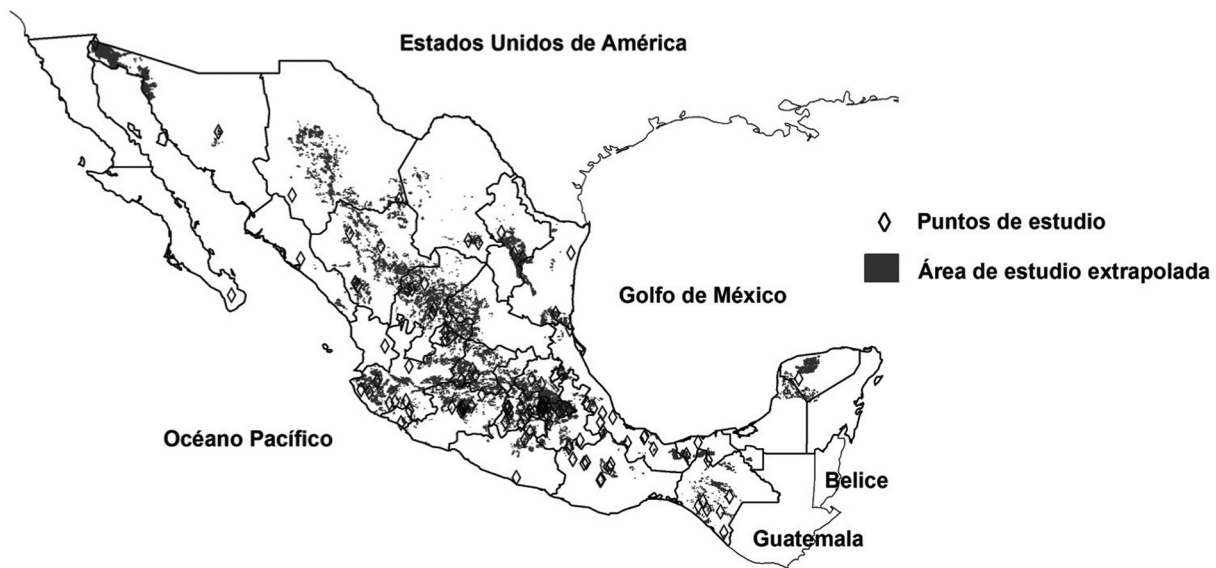 Estados Unidos de América
Puntos de estudio
Área de estudio extrapolada
Golfo de México
Océano Pacífico
Belice
Guatemala